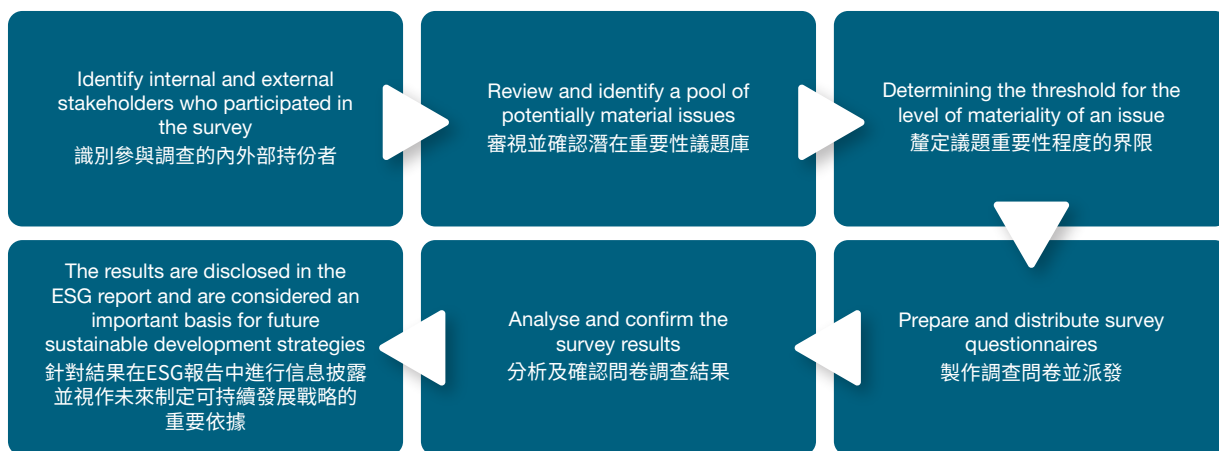 Identify internal and external
stakeholders who participated in
the survey
識別參與調查的內外部持份者
Review and identify a pool of
potentially material issues
審視並確認潛在重要性議題庫
Determining the threshold for the
level of materiality of an issue
釐定議題重要性程度的界限
Prepare and distribute survey
questionnaires
製作調查問卷並派發
Analyse and confirm the
survey results
分析及確認問卷調查結果
The results are disclosed in the
ESG report and are considered an
important basis for future
sustainable development strategies
針對結果在ESG報告中進行信息披露
並視作未來制定可持續發展戰略的
重要依據